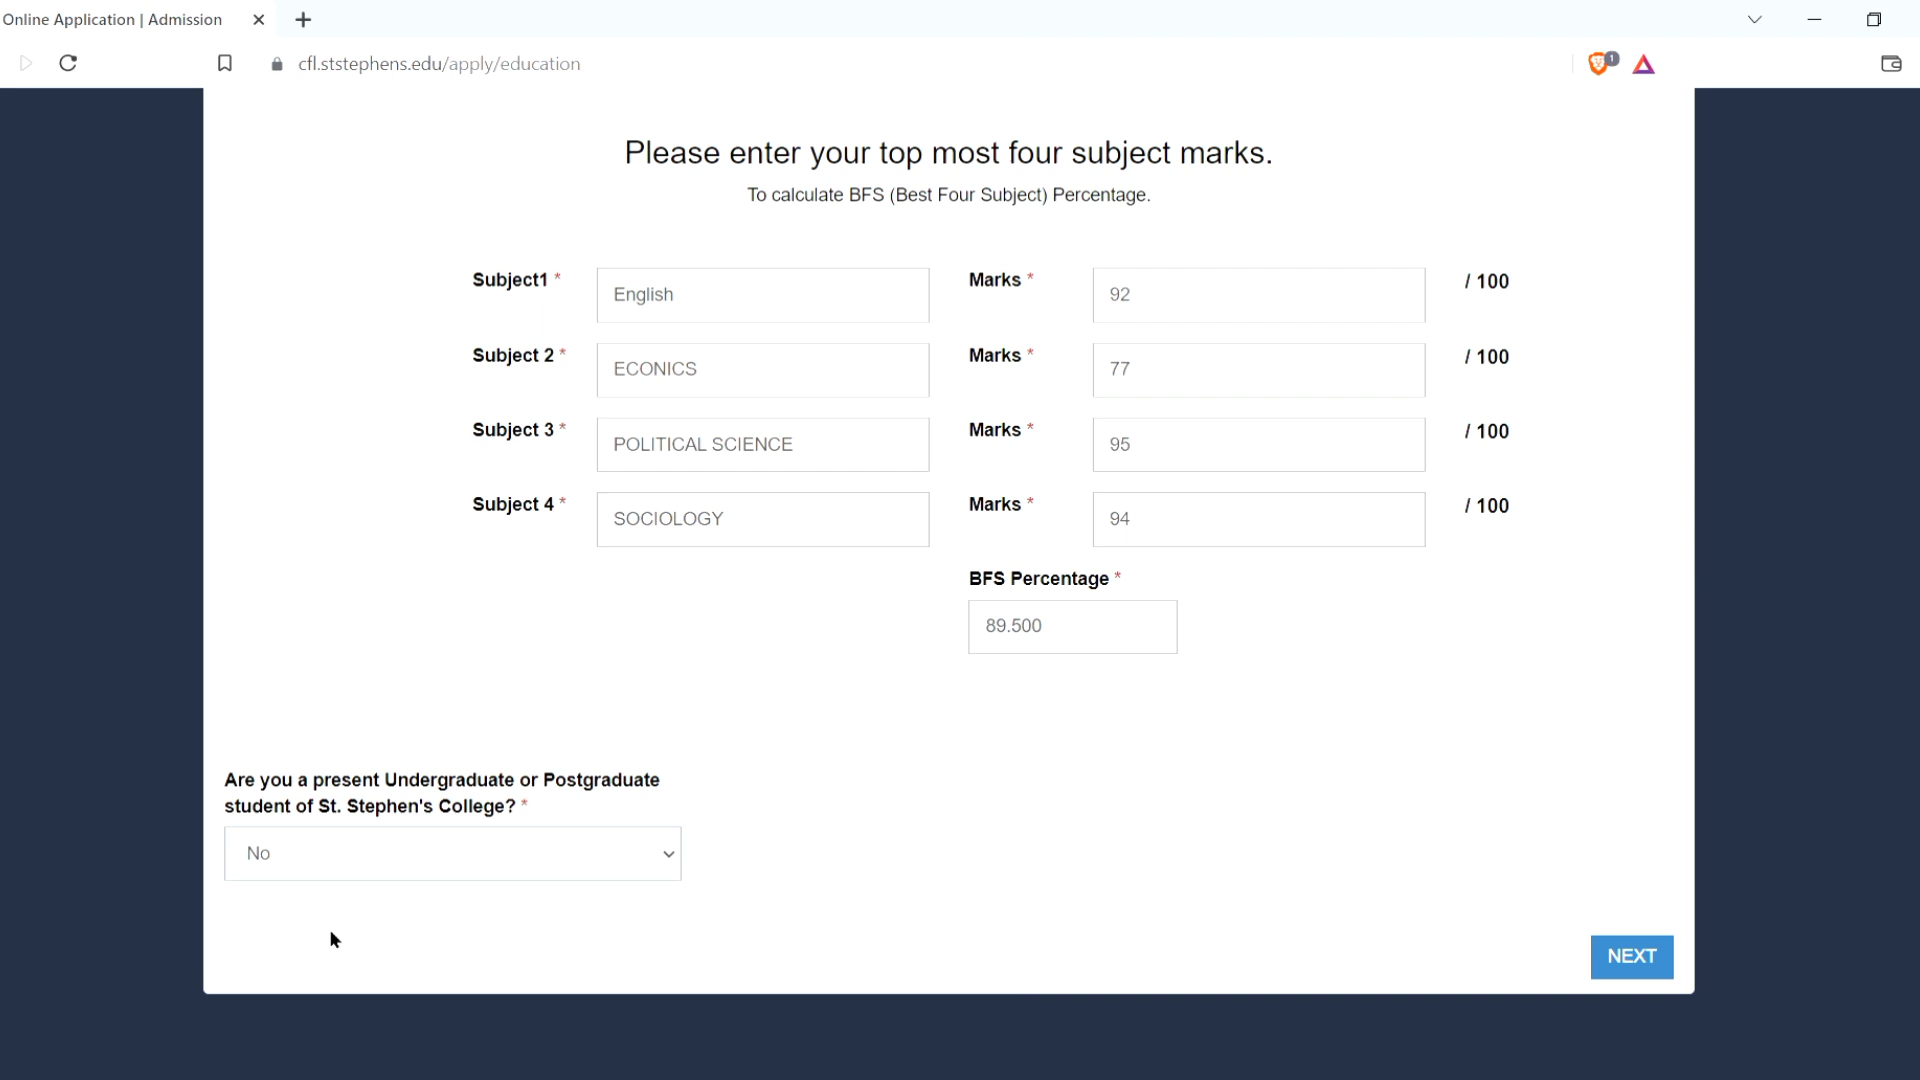 Online Application | Admission
cfl.ststephens.edu/apply/education
1
Please enter your top most four subject marks.
To calculate BFS (Best Four Subject) Percentage.
Subject1 * English Marks * 92 / 100
Subject 2 * ECONICS Marks * 77 / 100
Subject 3 * POLITICAL SCIENCE Marks * 95 / 100
Subject 4 * SOCIOLOGY Marks * 94 / 100
BFS Percentage *
89.500
Are you a present Undergraduate or Postgraduate
student of St. Stephen's College? *
No
NEXT